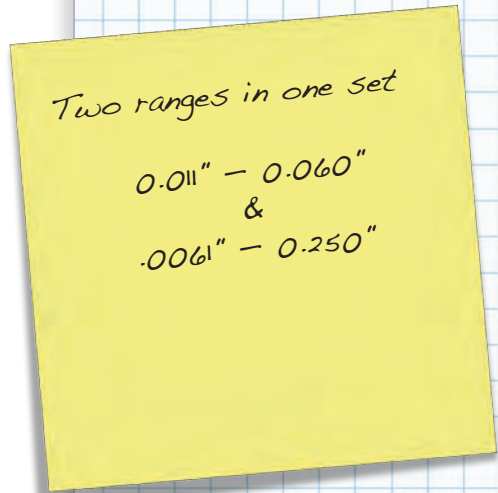 Two ranges in one set
0.011" – 0.060"
&
.0061" – 0.250"